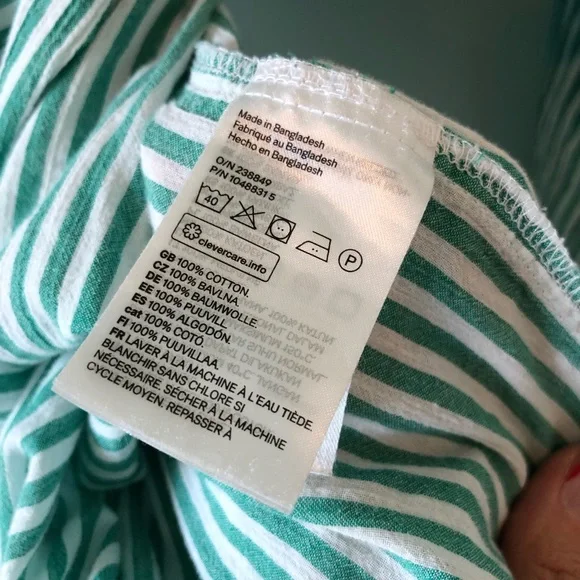 Made in Bangladesh
Fabriqué au Bangladesh
Hecho en Bangladesh
O/N 238849
P/N 1048831 5
40
P
clevercare.info
GB 100% COTTON.
CZ 100% BAVLNA.
DE 100% BAUMWOLLE
EE 100% PUUVILL
ES 100% ALGODÓN
cat 100% COTÓ
FI 100% PUUVILLAA
FR LAVER À LA MACHINE À L'EAU TIÈDE
BLANCHIR SANS CHLORE SI
NÉCESSAIRE. SÉCHER À LA MACHINE
CYCLE MOYEN. REPASSER À